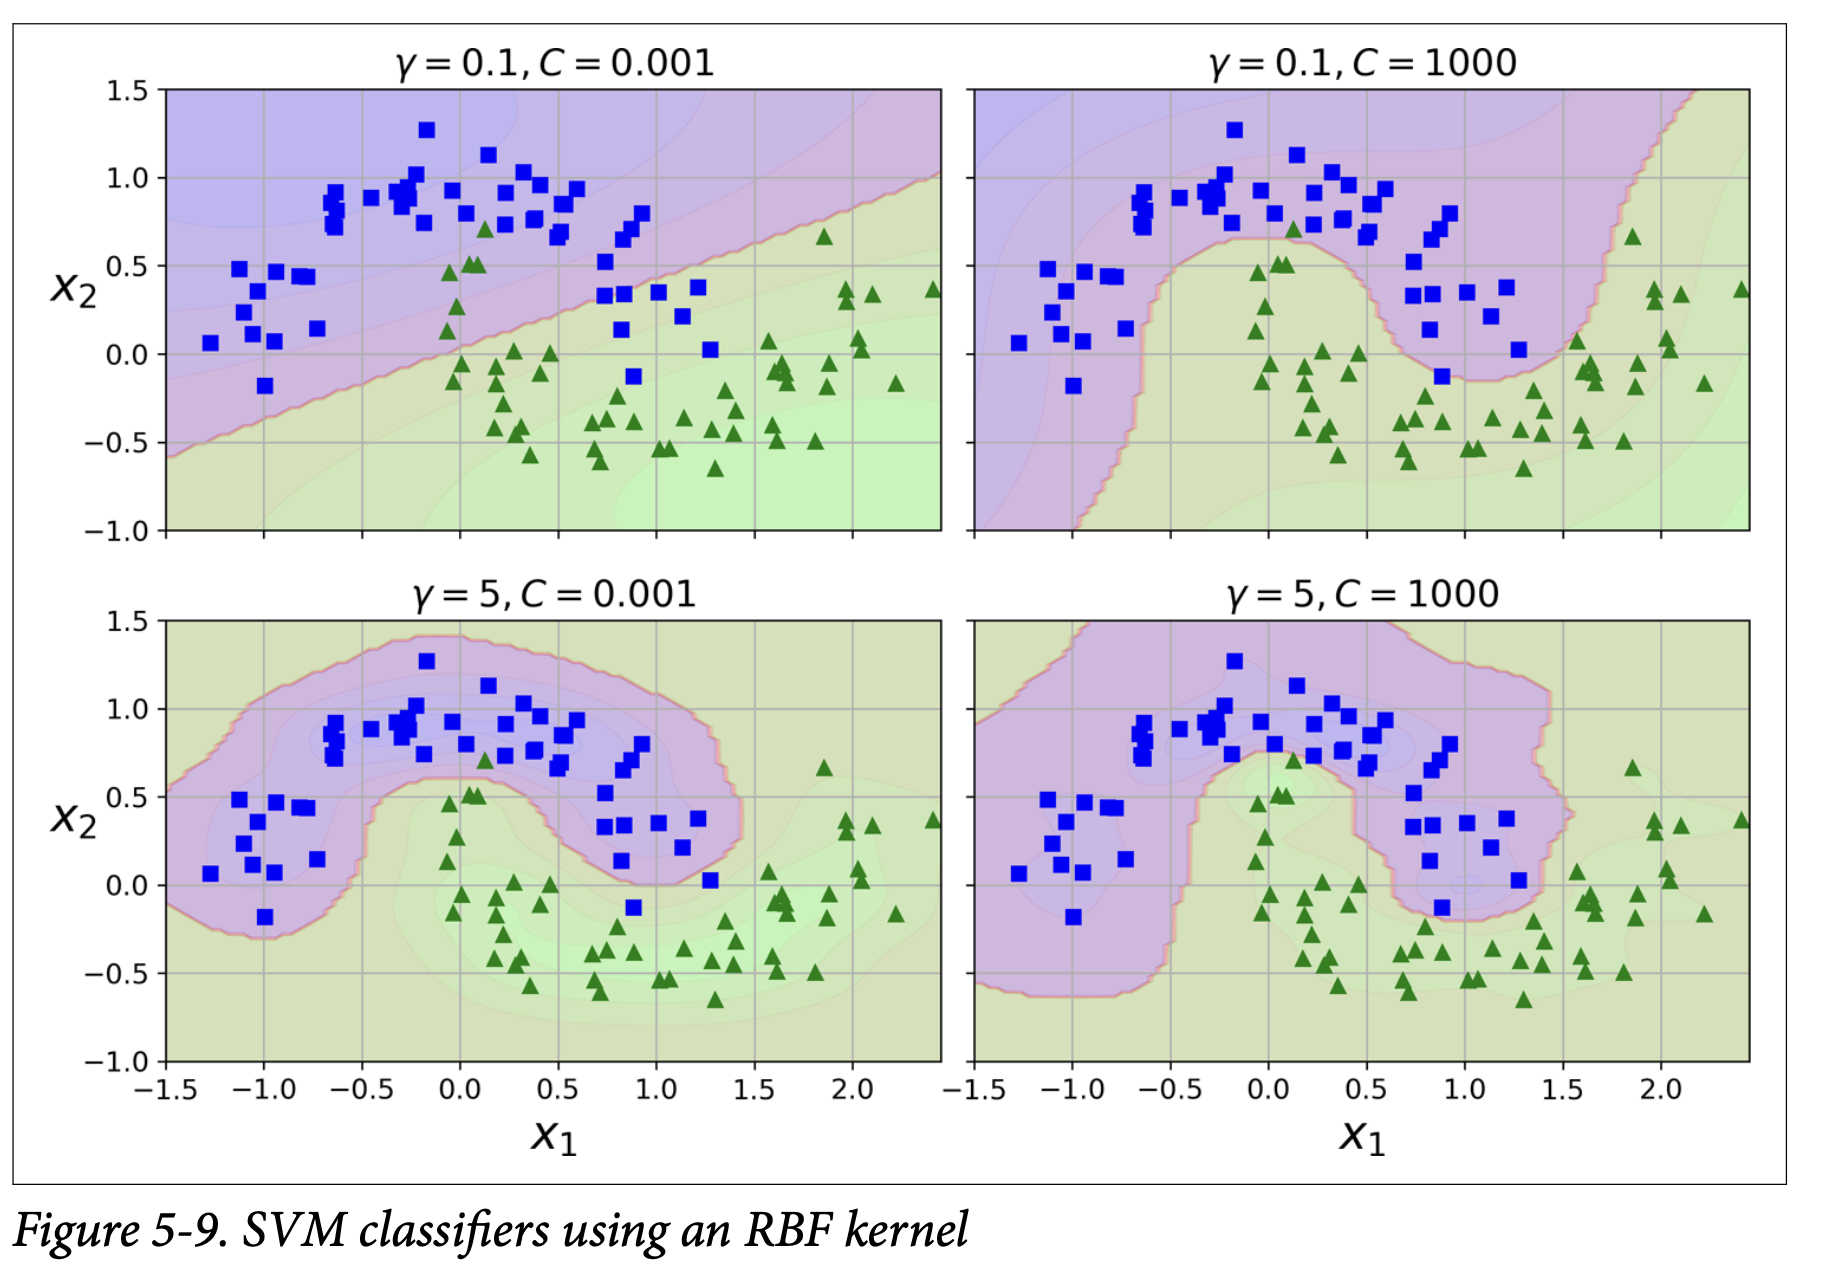 γ = 0.1, C = 0.001
γ = 0.1, C = 1000
1.5
1.0
0.5
0.0
−0.5
−1.0
x2
γ = 5, C = 0.001
γ = 5, C = 1000
1.5
1.0
0.5
0.0
−0.5
−1.0
x2
−1.5 −1.0 −0.5 0.0 0.5 1.0 1.5 2.0
−1.5 −1.0 −0.5 0.0 0.5 1.0 1.5 2.0
x1
x1
Figure 5-9. SVM classifiers using an RBF kernel